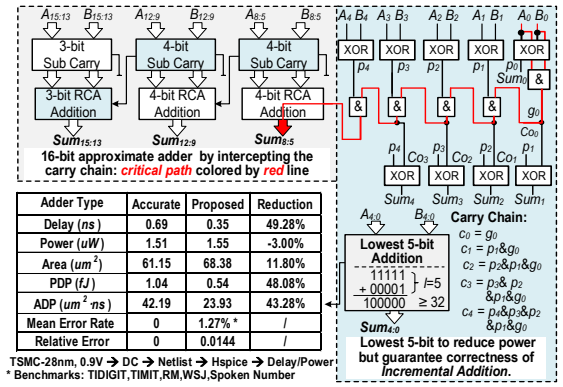 A15:13 B15:13 A12:9 B12:9 A8:5 B8:5
3-bit Sub Carry
4-bit Sub Carry
4-bit Sub Carry
3-bit RCA Addition
4-bit RCA Addition
4-bit RCA Addition
Sum15:13 Sum12:9 Sum8:5
16-bit approximate adder by intercepting the
carry chain: critical path colored by red line
A4 B4 A3 B3 A2 B2 A1 B1 A0 B0
XOR XOR XOR XOR XOR
p4 p3 p2 p1 p0
Sum0
&
g0
& & & &
Co0
p4 Co3 p3 Co2 p2 Co1 p1
XOR XOR XOR XOR
Sum4 Sum3 Sum2 Sum1
A4:0 B4:0
Lowest 5-bit
Addition
11111
+ 00001
l=5
100000 ≥ 32
Sum4:0
Carry Chain:
c0 = g0
c1 = p1&g0
c2 = p2&p1&g0
c3 = p3& p2
&p1&g0
c4 = p4&p3&p2
&p1&g0
Lowest 5-bit to reduce power
but guarantee correctness of
Incremental Addition.
Adder Type Accurate Proposed Reduction
Delay (ns) 0.69 0.35 49.28%
Power (uW) 1.51 1.55 -3.00%
Area (um²) 61.15 68.38 11.80%
PDP (fJ) 1.04 0.54 48.08%
ADP (um²·ns) 42.19 23.93 43.28%
Mean Error Rate 0 1.27% * /
Relative Error 0 0.0144 /
TSMC-28nm, 0.9V → DC → Netlist → Hspice → Delay/Power
* Benchmarks: TIDIGIT,TIMIT,RM,WSJ,Spoken Number